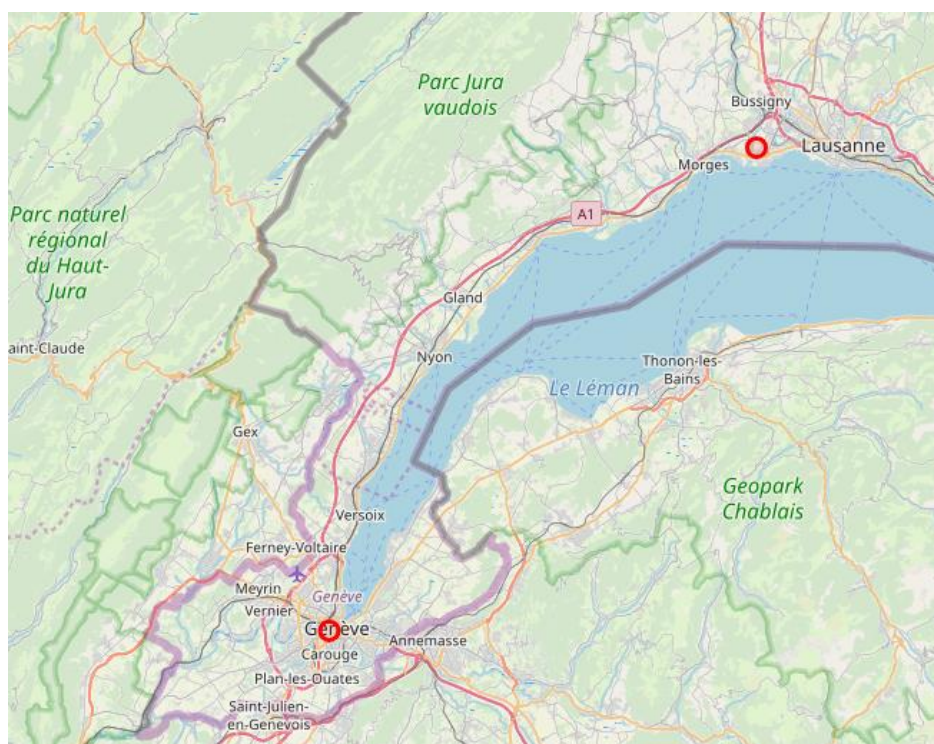 Parc Jura
vaudois
Bussigny
Lausanne
Morges
Parc naturel
régional
du Haut-
Jura
A1
Gland
aint-Claude
Nyon
Thonon-les-
Bains
Le Léman
Gex
Geopark
Chablais
Versoix
Ferney-Voltaire
Meyrin
Genève
Vernier
Genève
Annemasse
Carouge
Plan-les-Ouates
Saint-Julien-
en-Genevois